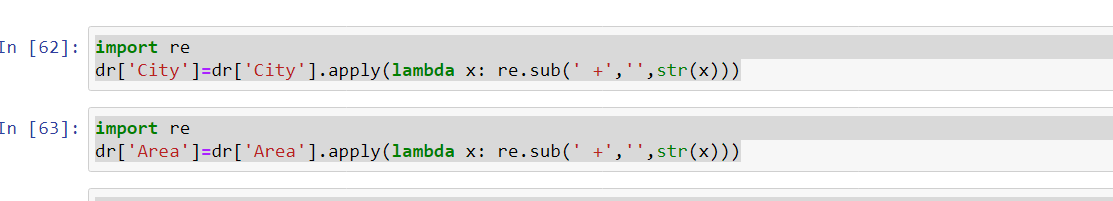 In [62]: import re
dr['City']=dr['City'].apply(lambda x: re.sub(' +','',str(x)))
In [63]: import re
dr['Area']=dr['Area'].apply(lambda x: re.sub(' +','',str(x)))